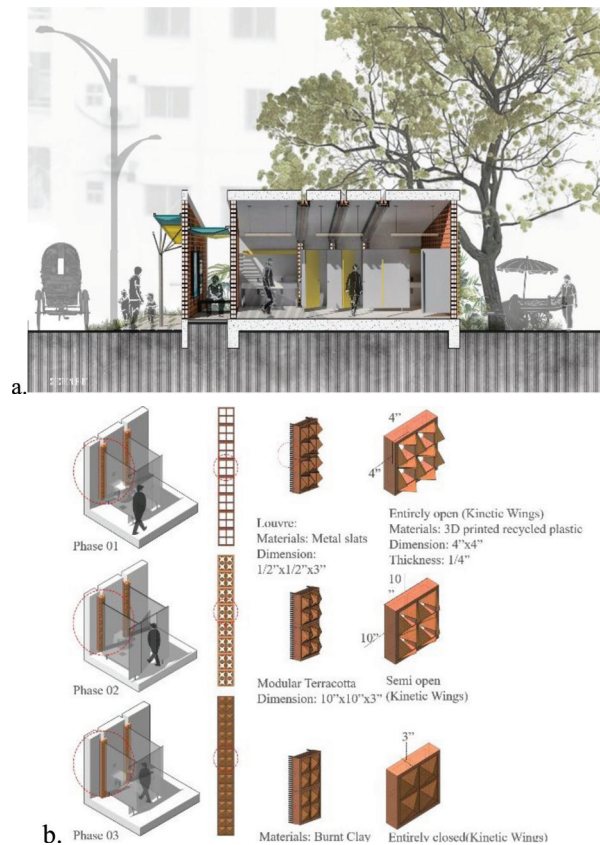 a.
4”
4”
Louvre:
Materials: Metal slats
Dimension:
1/2”x1/2”x3”
Entirely open (Kinetic Wings)
Materials: 3D printed recycled plastic
Dimension: 4”x4”
Thickness: 1/4”
Phase 01
10
”
10”
Modular Terracotta
Dimension: 10”x10”x3”
Semi open
(Kinetic Wings)
Phase 02
3”
Phase 03
Materials: Burnt Clay
Entirely closed(Kinetic Wings)
b.